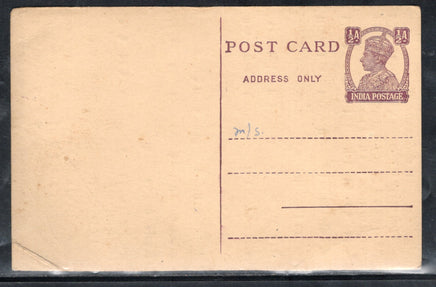 ½A ½A
POST CARD
ADDRESS ONLY
INDIA POSTAGE
m/s.